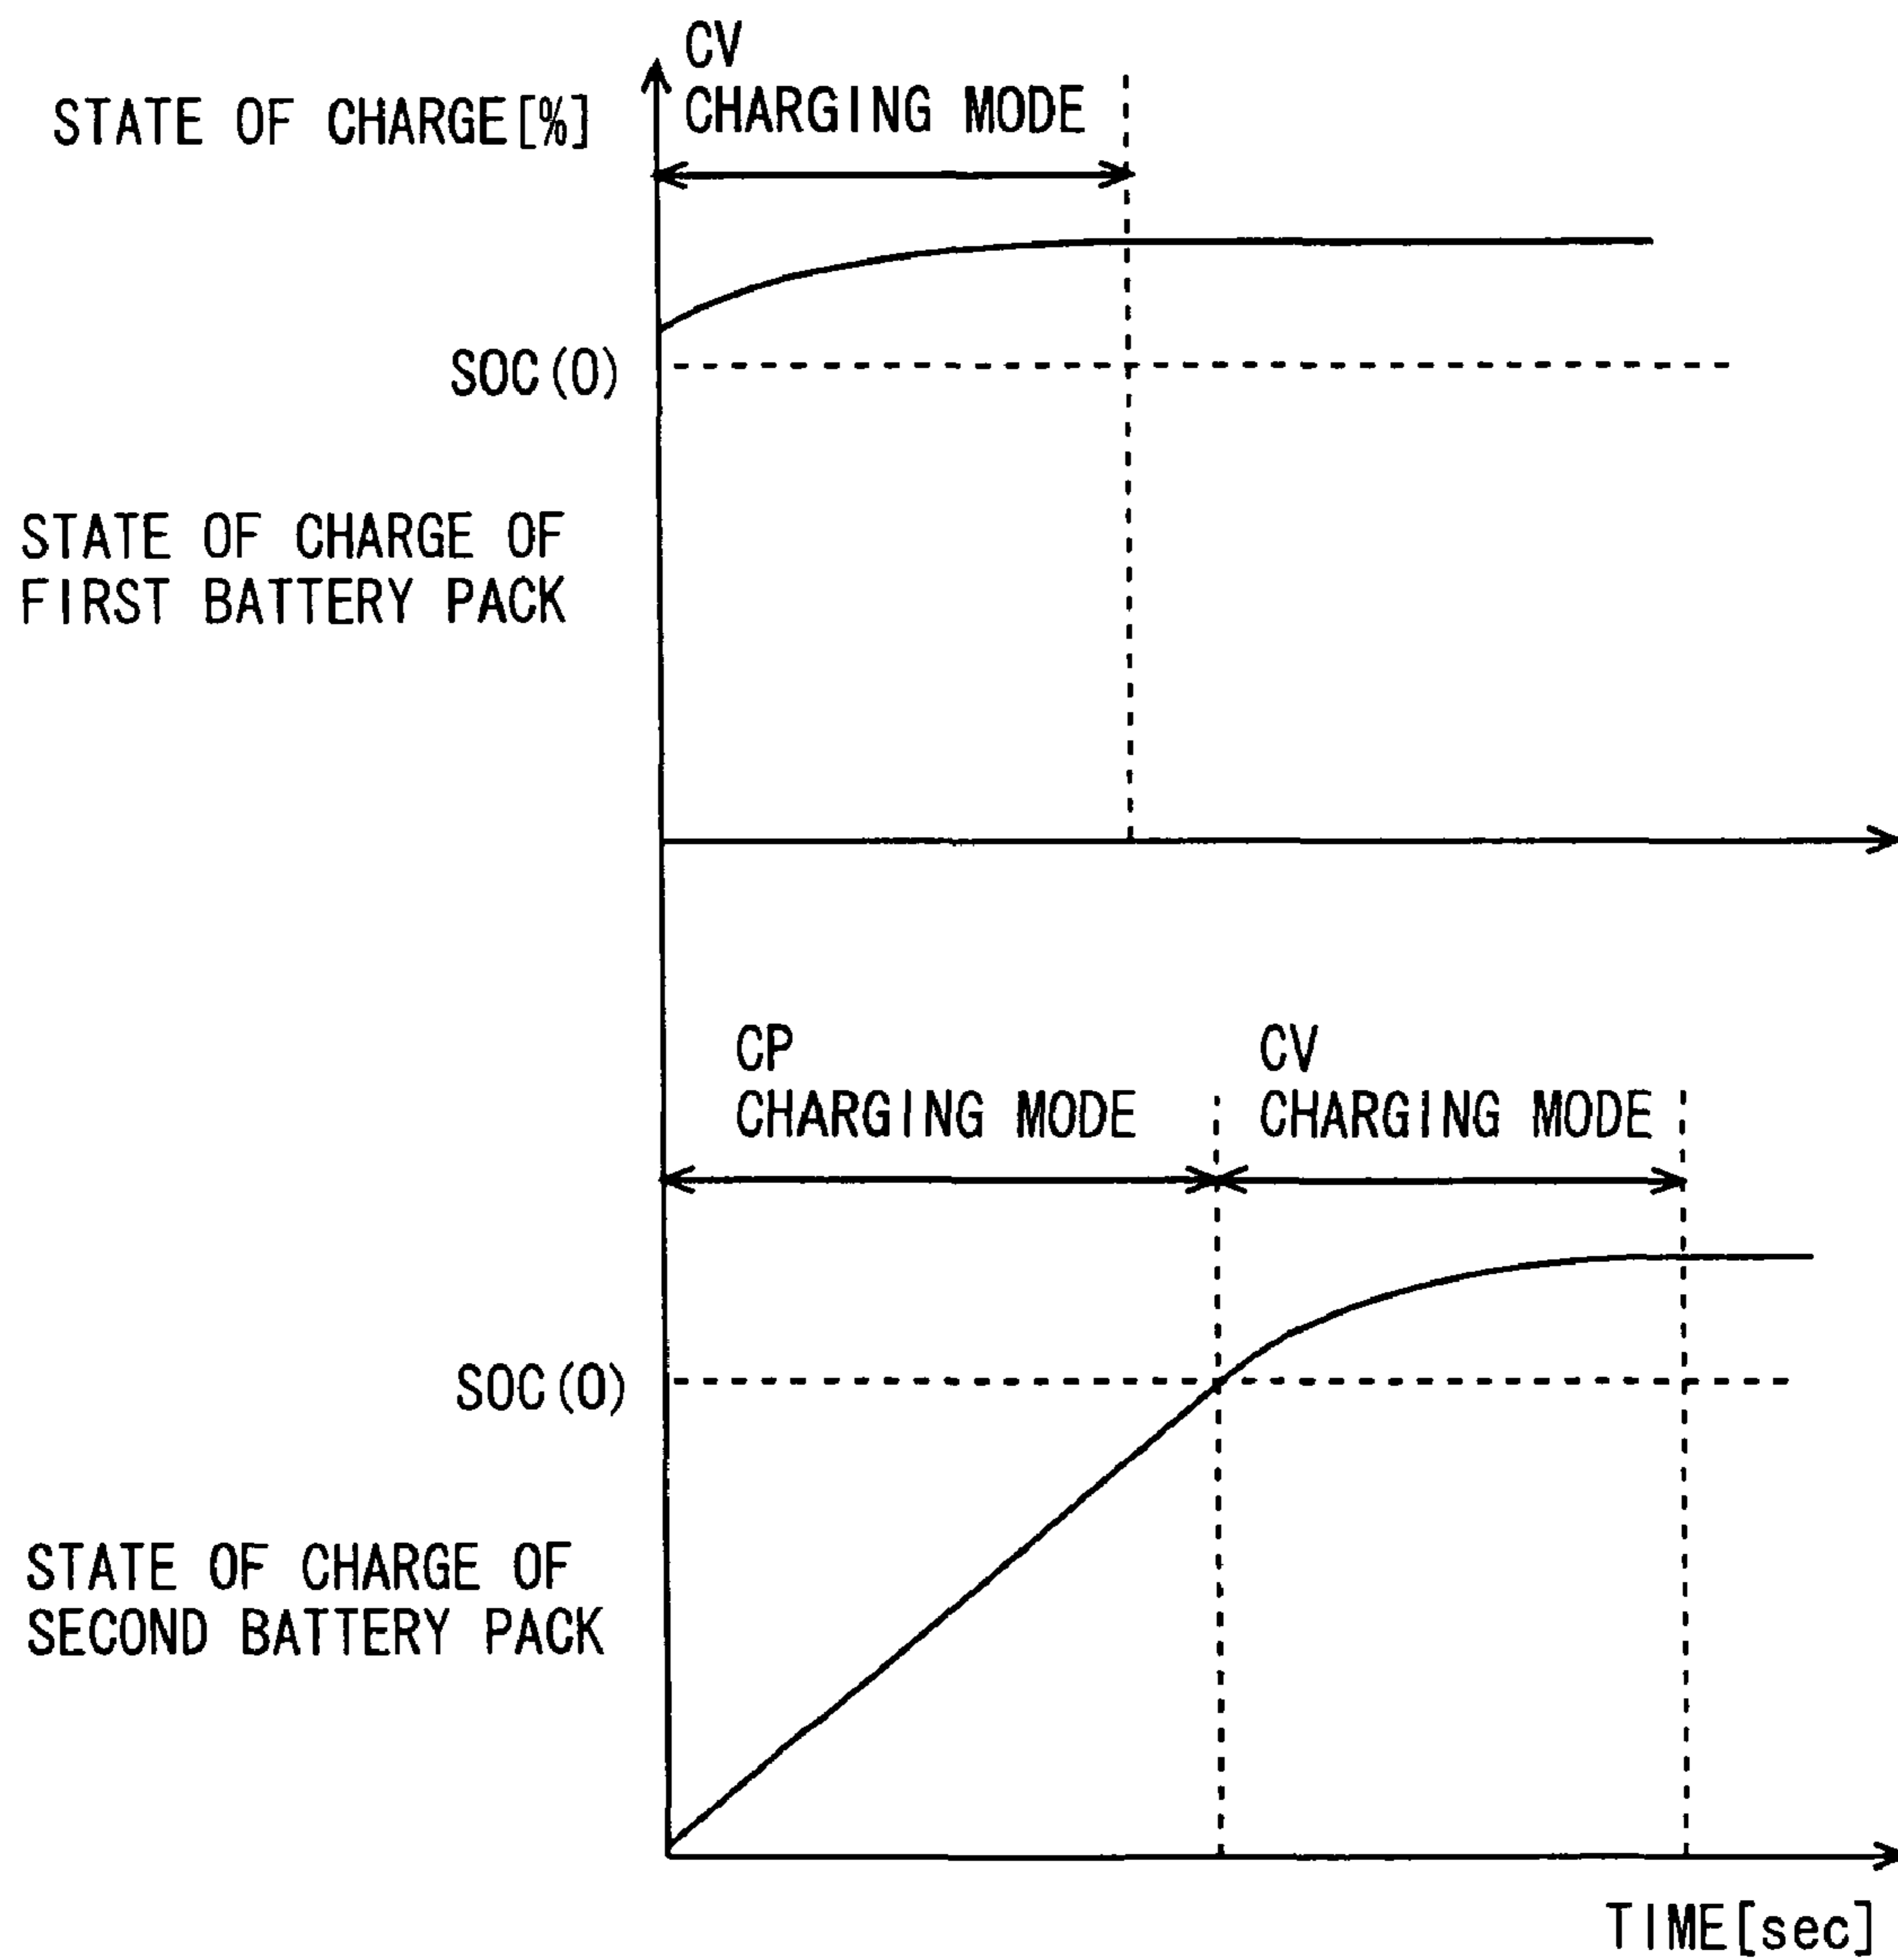 CV
CHARGING MODE
STATE OF CHARGE[%]
SOC(0)
STATE OF CHARGE OF
FIRST BATTERY PACK
CP
CHARGING MODE
CV
CHARGING MODE
SOC(0)
STATE OF CHARGE OF
SECOND BATTERY PACK
TIME[sec]